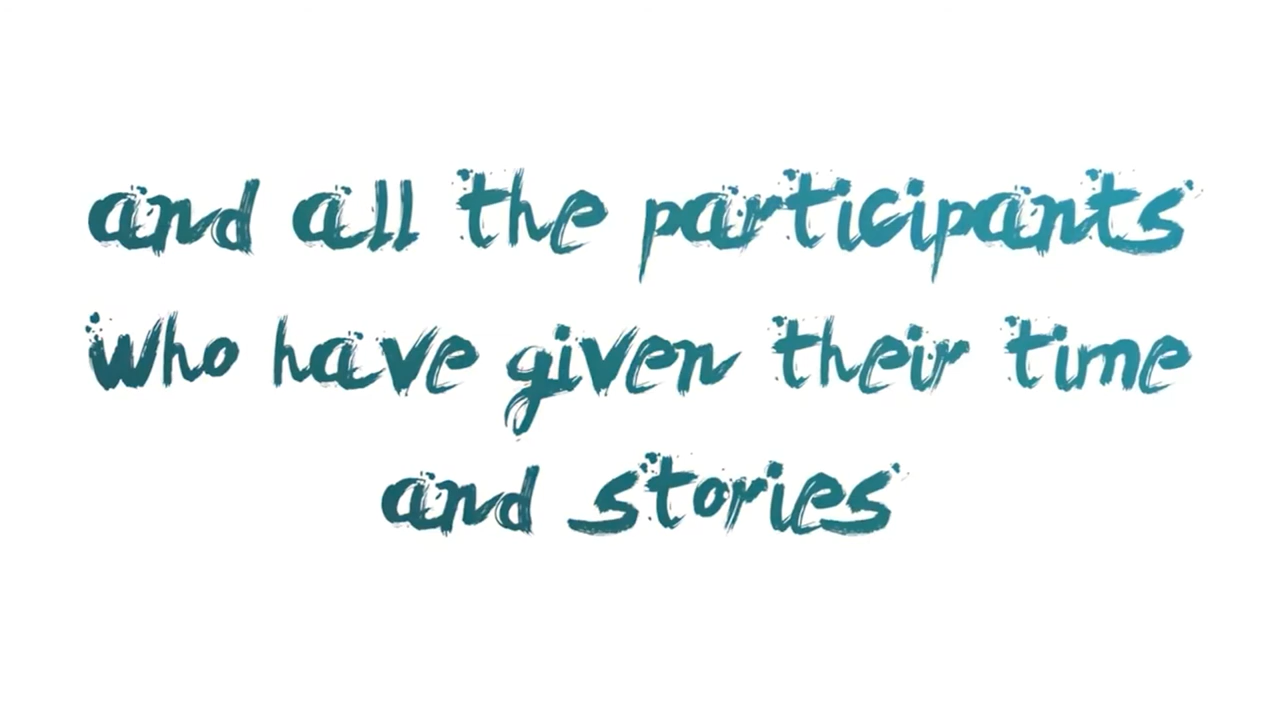 and all the participants
who have given their time
and stories